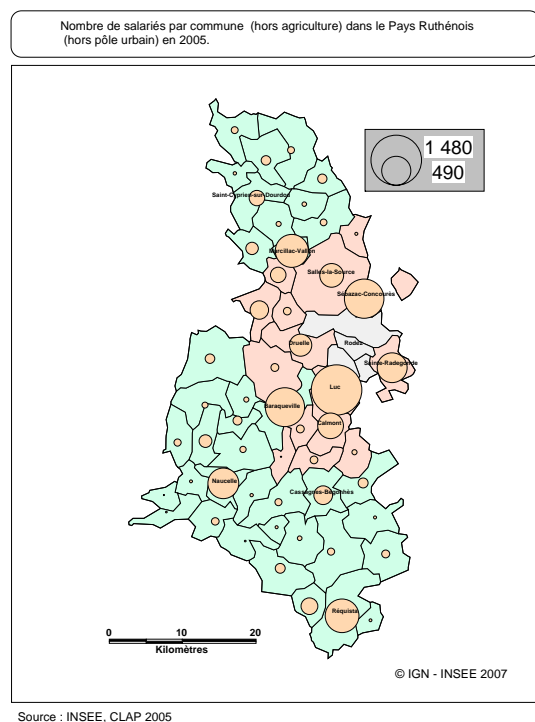 Nombre de salariés par commune (hors agriculture) dans le Pays Ruthénois
(hors pôle urbain) en 2005.
1 480
490
Saint-Cyprien-sur-Dourdou
Marcillac-Vallon
Salles-la-Source
Sébazac-Concourès
Druelle
Rodez
Sainte-Radegonde
Luc
Baraqueville
Calmont
Naucelle
Cassagnes-Bégonhès
Réquista
0 10 20
Kilomètres
© IGN - INSEE 2007
Source : INSEE, CLAP 2005